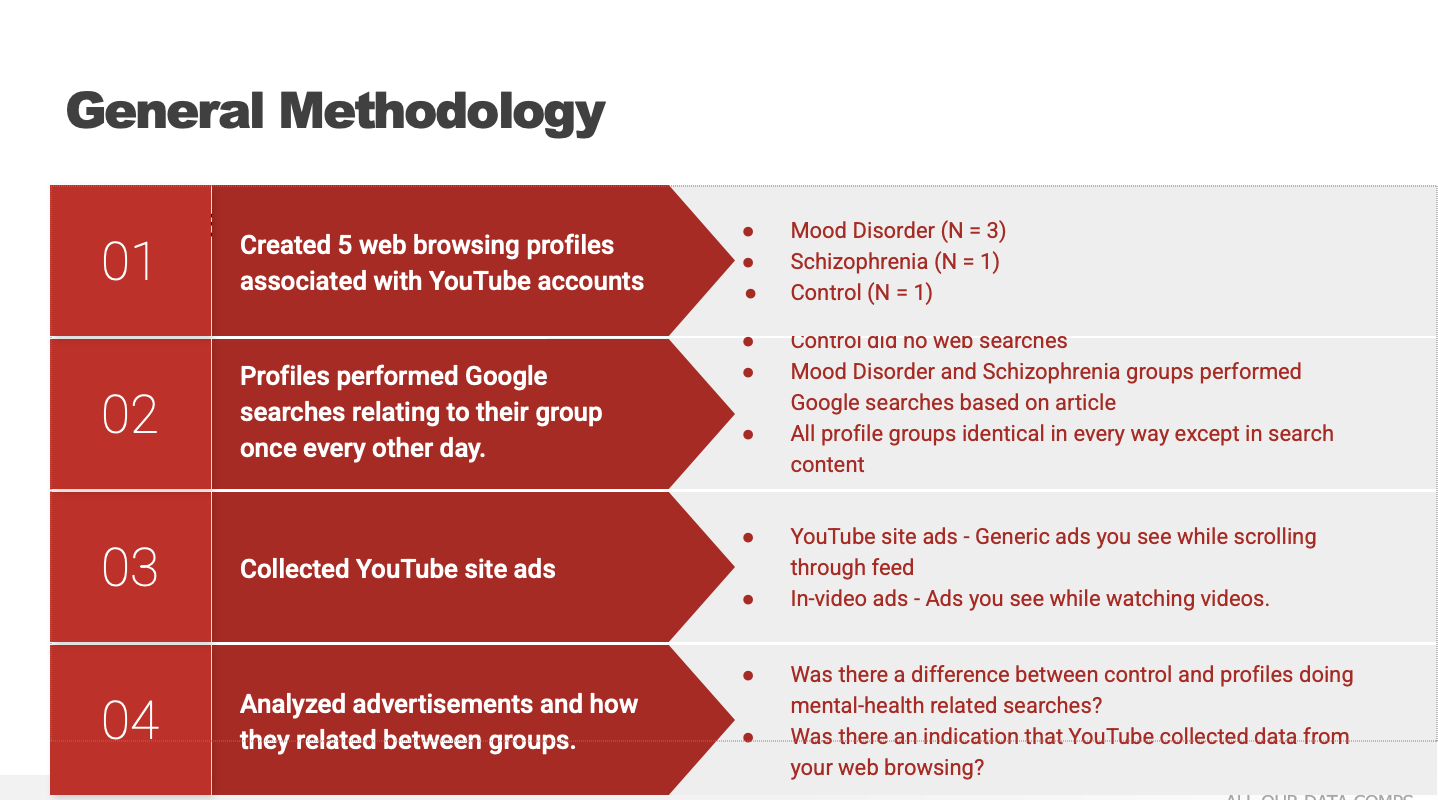 General Methodology
01
Created 5 web browsing profiles
associated with YouTube accounts
● Mood Disorder (N = 3)
● Schizophrenia (N = 1)
● Control (N = 1)
02
Profiles performed Google
searches relating to their group
once every other day.
● Control did no web searches
● Mood Disorder and Schizophrenia groups performed
Google searches based on article
● All profile groups identical in every way except in search
content
03
Collected YouTube site ads
● YouTube site ads - Generic ads you see while scrolling
through feed
● In-video ads - Ads you see while watching videos.
04
Analyzed advertisements and how
they related between groups.
● Was there a difference between control and profiles doing
mental-health related searches?
● Was there an indication that YouTube collected data from
your web browsing?
ALL OUR DATA COMPS